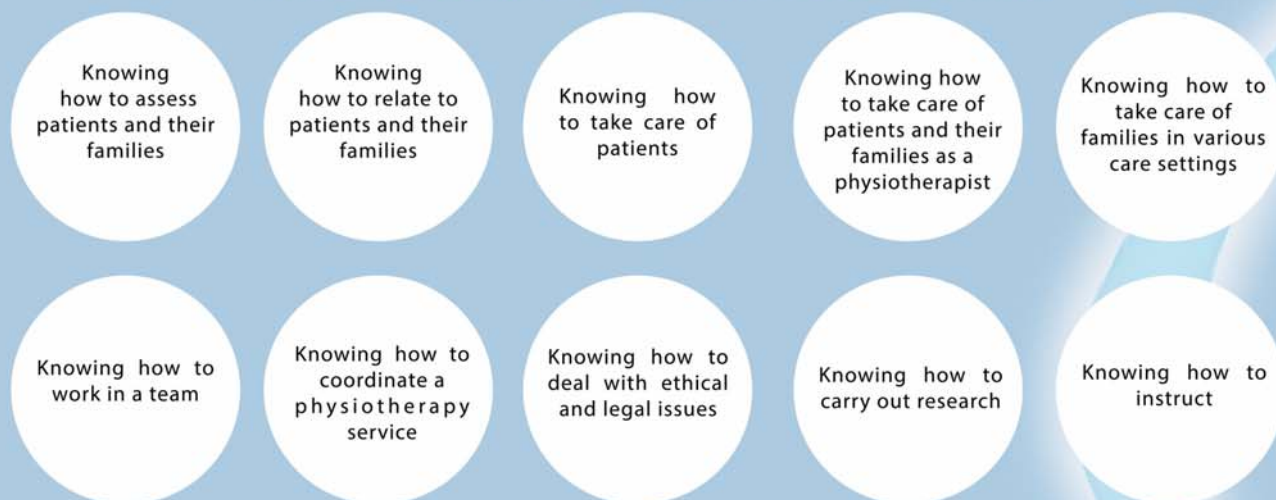 Knowing
how to assess
patients and their
families
Knowing
how to relate to
patients and their
families
Knowing how
to take care of
patients
Knowing how
to take care of
patients and their
families as a
physiotherapist
Knowing how to
take care of
families in various
care settings
Knowing how to
work in a team
Knowing how to
coordinate a
physiotherapy
service
Knowing how to
deal with ethical
and legal issues
Knowing how to
carry out research
Knowing how to
instruct